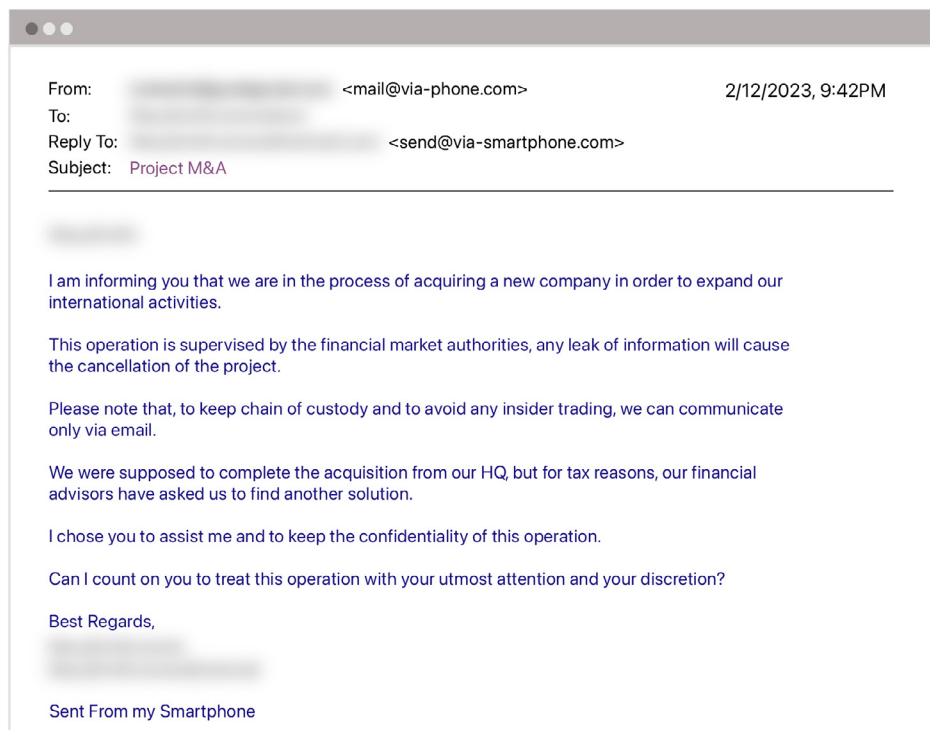 From: <mail@via-phone.com> 2/12/2023, 9:42PM
To:
Reply To: <send@via-smartphone.com>
Subject: Project M&A
I am informing you that we are in the process of acquiring a new company in order to expand our
international activities.
This operation is supervised by the financial market authorities, any leak of information will cause
the cancellation of the project.
Please note that, to keep chain of custody and to avoid any insider trading, we can communicate
only via email.
We were supposed to complete the acquisition from our HQ, but for tax reasons, our financial
advisors have asked us to find another solution.
I chose you to assist me and to keep the confidentiality of this operation.
Can I count on you to treat this operation with your utmost attention and your discretion?
Best Regards,
Sent From my Smartphone